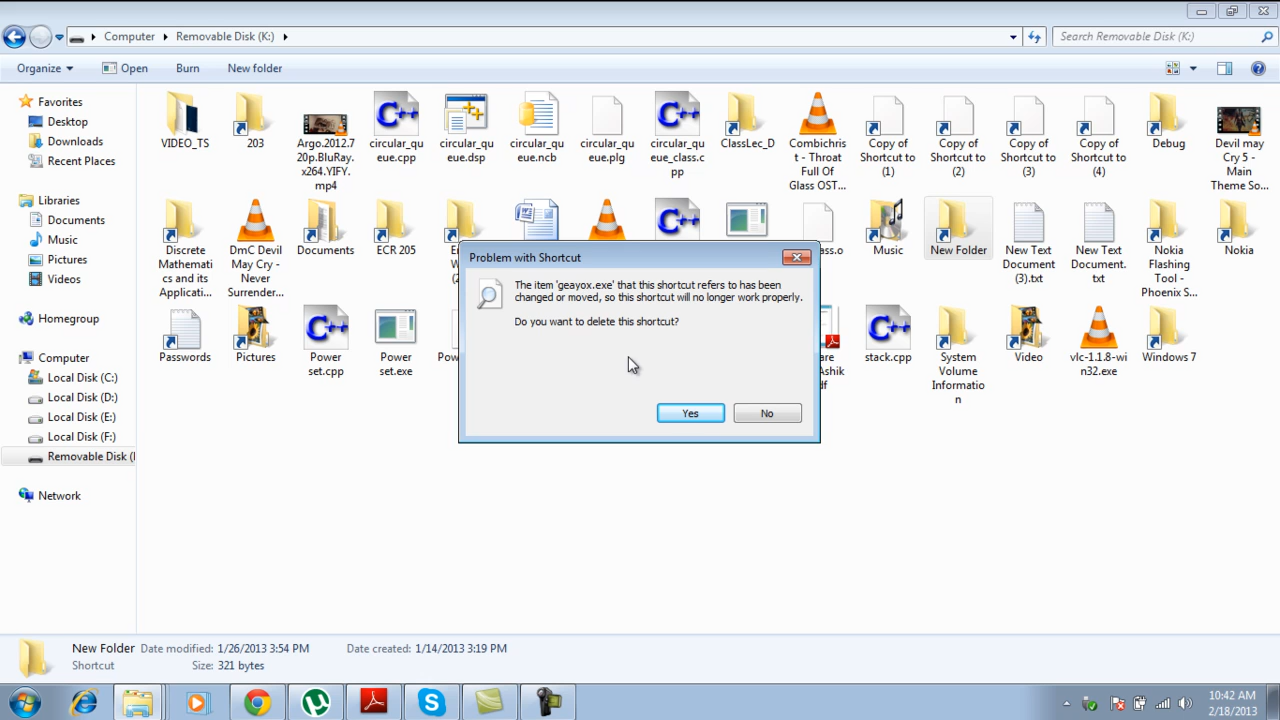 Computer
Removable Disk (K:)
Search Removable Disk (K:)
Organize
Open
Burn
New folder
Favorites
Desktop
Downloads
Recent Places
Libraries
Documents
Music
Pictures
Videos
Homegroup
Computer
Local Disk (C:)
Local Disk (D:)
Local Disk (E:)
Local Disk (F:)
Removable Disk (
Network
VIDEO_TS
203
Argo.2012.7
20p.BluRay.
x264.YIFY.
mp4
circular_qu
eue.cpp
circular_qu
eue.dsp
circular_qu
eue.ncb
circular_qu
eue.plg
circular_qu
eue_class.c
pp
ClassLec_D
Combichris
t - Throat
Full Of
Glass OST...
Copy of
Shortcut to
(1)
Copy of
Shortcut to
(2)
Copy of
Shortcut to
(3)
Copy of
Shortcut to
(4)
Debug
Devil may
Cry 5 -
Main
Theme So...
Discrete
Mathemati
cs and its
Applicati...
DmC Devil
May Cry -
Never
Surrender...
Documents
ECR 205
ass.o
Music
New Folder
New Text
Document
(3).txt
New Text
Document.
txt
Nokia
Flashing
Tool -
Phoenix S...
Nokia
Passwords
Pictures
Power
set.cpp
Power
set.exe
Pow
are
Ashik
df
stack.cpp
System
Volume
Informatio
n
Video
vlc-1.1.8-wi
n32.exe
Windows 7
Problem with Shortcut
The item 'geayox.exe' that this shortcut refers to has been
changed or moved, so this shortcut will no longer work properly.
Do you want to delete this shortcut?
Yes
No
New Folder
Date modified: 1/26/2013 3:54 PM
Date created: 1/14/2013 3:19 PM
Shortcut
Size: 321 bytes
10:42 AM
2/18/2013